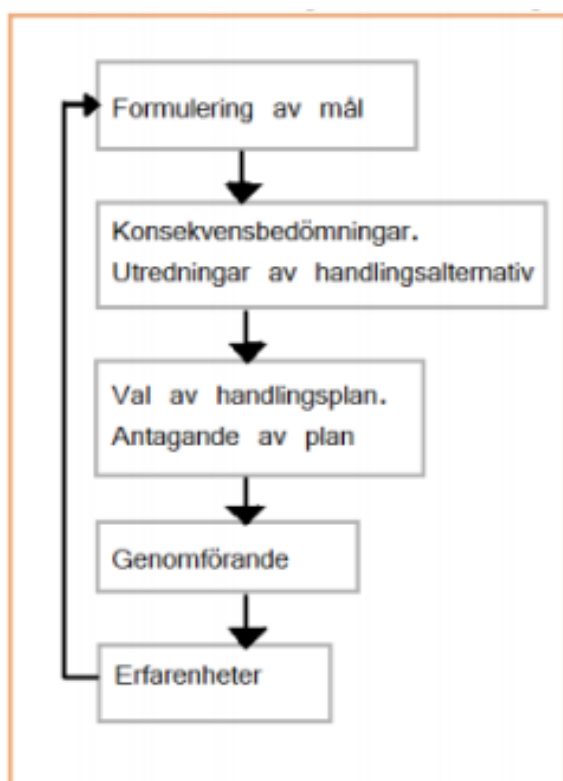 Formulering av mål
Konsekvensbedömningar.
Utredningar av handlingsalternativ
Val av handlingsplan.
Antagande av plan
Genomförande
Erfarenheter